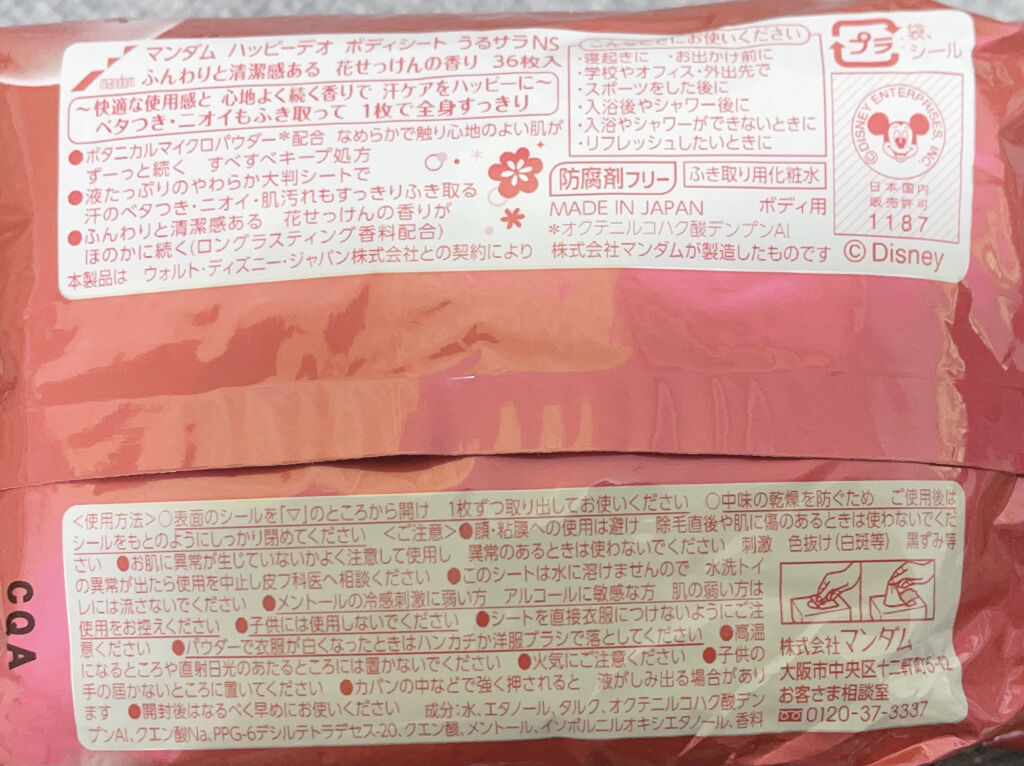 mandom
マンダム ハッピーデオ ボディシート うるサラNS
ふんわりと清潔感ある 花せっけんの香り 36枚入
～快適な使用感と 心地よく続く香りで 汗ケアをハッピーに～
ベタつき・ニオイもふき取って 1枚で全身すっきり
●ボタニカルマイクロパウダー*配合 なめらかで触り心地のよい肌が
ずーっと続く すべすべキープ処方
●液たっぷりのやわらか大判シートで
汗のベタつき・ニオイ・肌汚れもすっきりふき取る
●ふんわりと清潔感ある 花せっけんの香りが
ほのかに続く(ロングラスティング香料配合)
こんなときにお使いください
・寝起きに ・お出かけ前に
・学校やオフィス・外出先で
・スポーツをした後に
・入浴後やシャワー後に
・入浴やシャワーができないときに
・リフレッシュしたいときに
防腐剤フリー ふき取り用化粧水
MADE IN JAPAN ボディ用
*オクテニルコハク酸デンプンAl
本製品は ウォルト・ディズニー・ジャパン株式会社との契約により 株式会社マンダムが製造したものです
プラ
袋、
シール
©DISNEY ENTERPRISES, INC.
日本国内
販売許可
1187
©Disney
<使用方法>○表面のシールを[マ]のところから開け 1枚ずつ取り出してお使いください ○中味の乾燥を防ぐため ご使用後は
シールをもとのようにしっかり閉めてください <ご注意>●顔・粘膜への使用は避け 除毛直後や肌に傷のあるときは使わないでくだ
さい ●お肌に異常が生じていないかよく注意して使用し 異常のあるときは使わないでください 刺激 色抜け(白斑等) 黒ずみ等
の異常が出たら使用を中止し皮フ科医へ相談ください ●このシートは水に溶けませんので 水洗トイ
レには流さないでください ●メントールの冷感刺激に弱い方 アルコールに敏感な方 肌の弱い方は
使用をお控えください ●子供には使用しないでください ●シートを直接衣服につけないようにご注
意ください ●パウダーで衣服が白くなったときはハンカチか洋服ブラシで落としてください ●高温
になるところや直射日光のあたるところには置かないでください ●火気にご注意ください ●子供の
手の届かないところに置いてください ●カバンの中などで強く押されると 液がしみ出る場合があり
ます ●開封後はなるべく早めにお使いください 成分:水、エタノール、タルク、オクテニルコハク酸デン
プンAl、クエン酸Na、PPG-6デシルテトラデセス-20、クエン酸、メントール、イソボルニルオキシエタノール、香料
株式会社マンダム
大阪市中央区十二軒町5-12
お客さま相談室
0120-37-3337
CQA